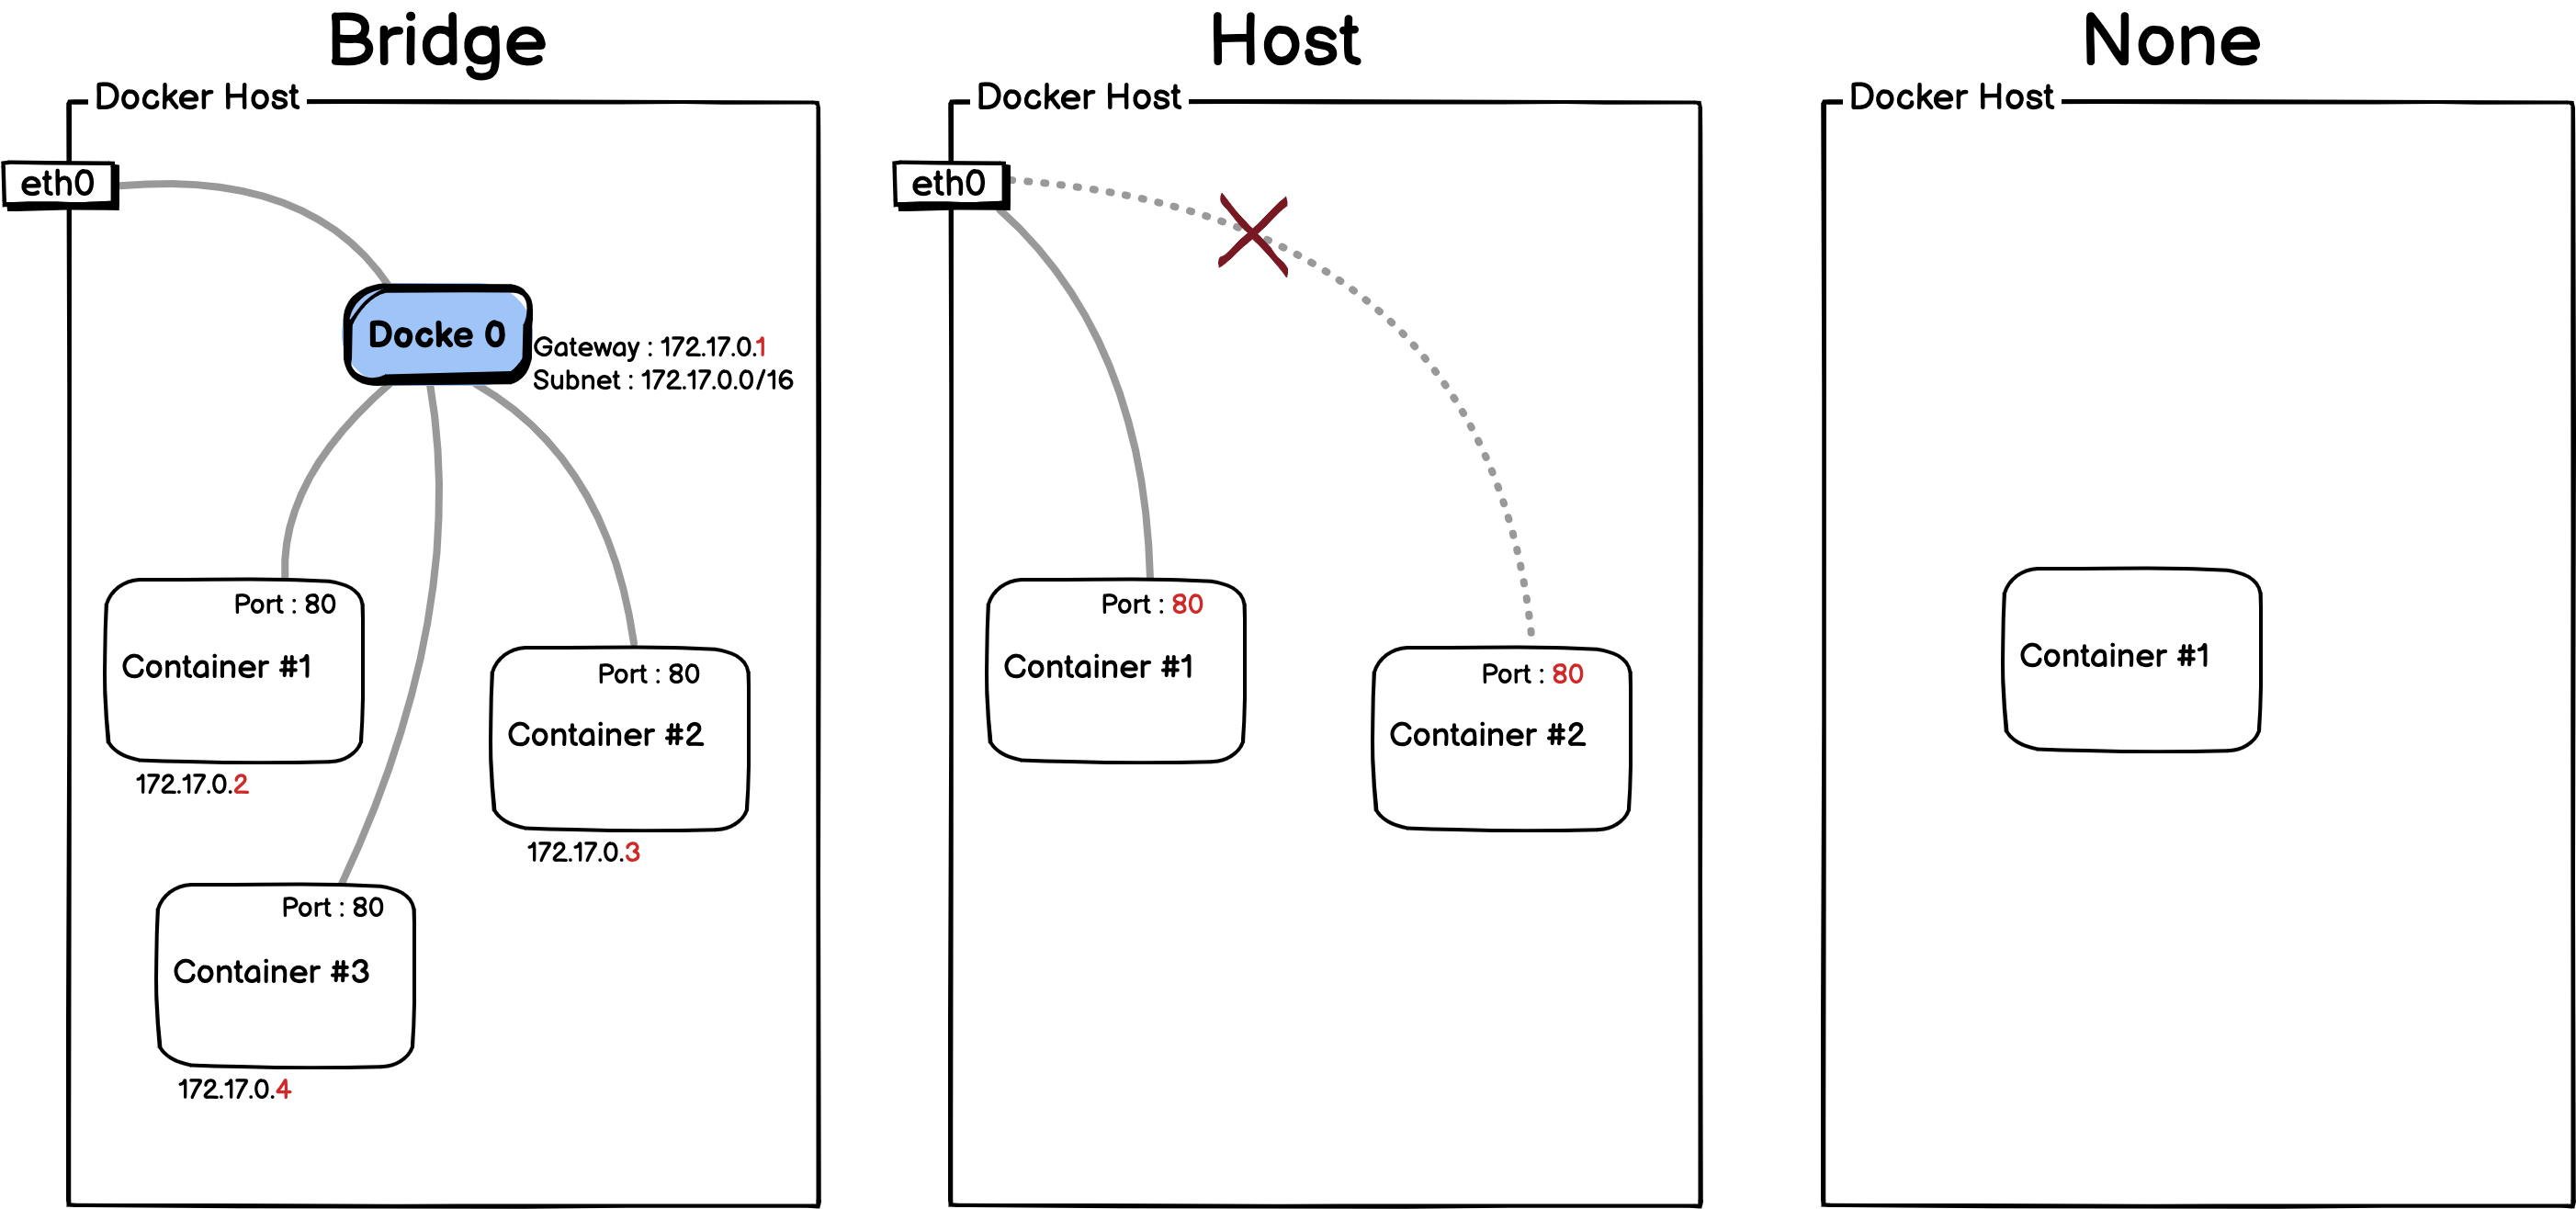 Bridge
Docker Host
eth0
Docke 0
Gateway : 172.17.0.1
Subnet : 172.17.0.0/16
Port : 80
Container #1
172.17.0.2
Port : 80
Container #2
172.17.0.3
Port : 80
Container #3
172.17.0.4
Host
Docker Host
eth0
Port : 80
Container #1
Port : 80
Container #2
None
Docker Host
Container #1